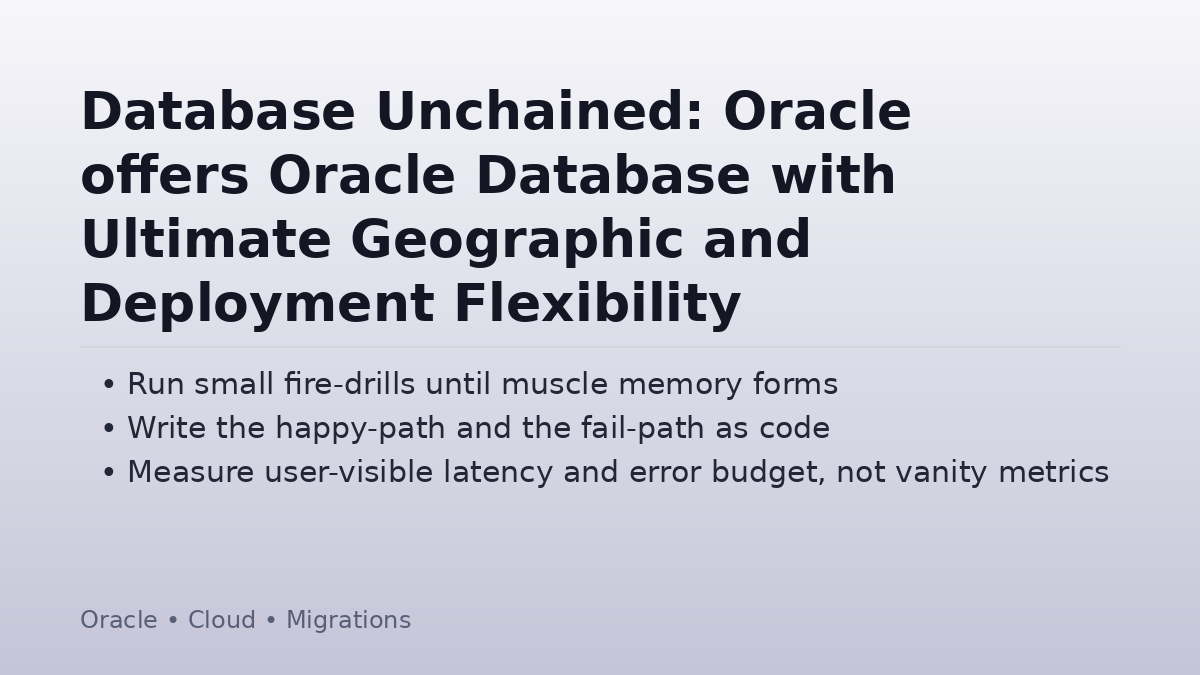 Database Unchained: Oracle
offers Oracle Database with
Ultimate Geographic and
Deployment Flexibility
• Run small fire-drills until muscle memory forms
• Write the happy-path and the fail-path as code
• Measure user-visible latency and error budget, not vanity metrics
Oracle • Cloud • Migrations